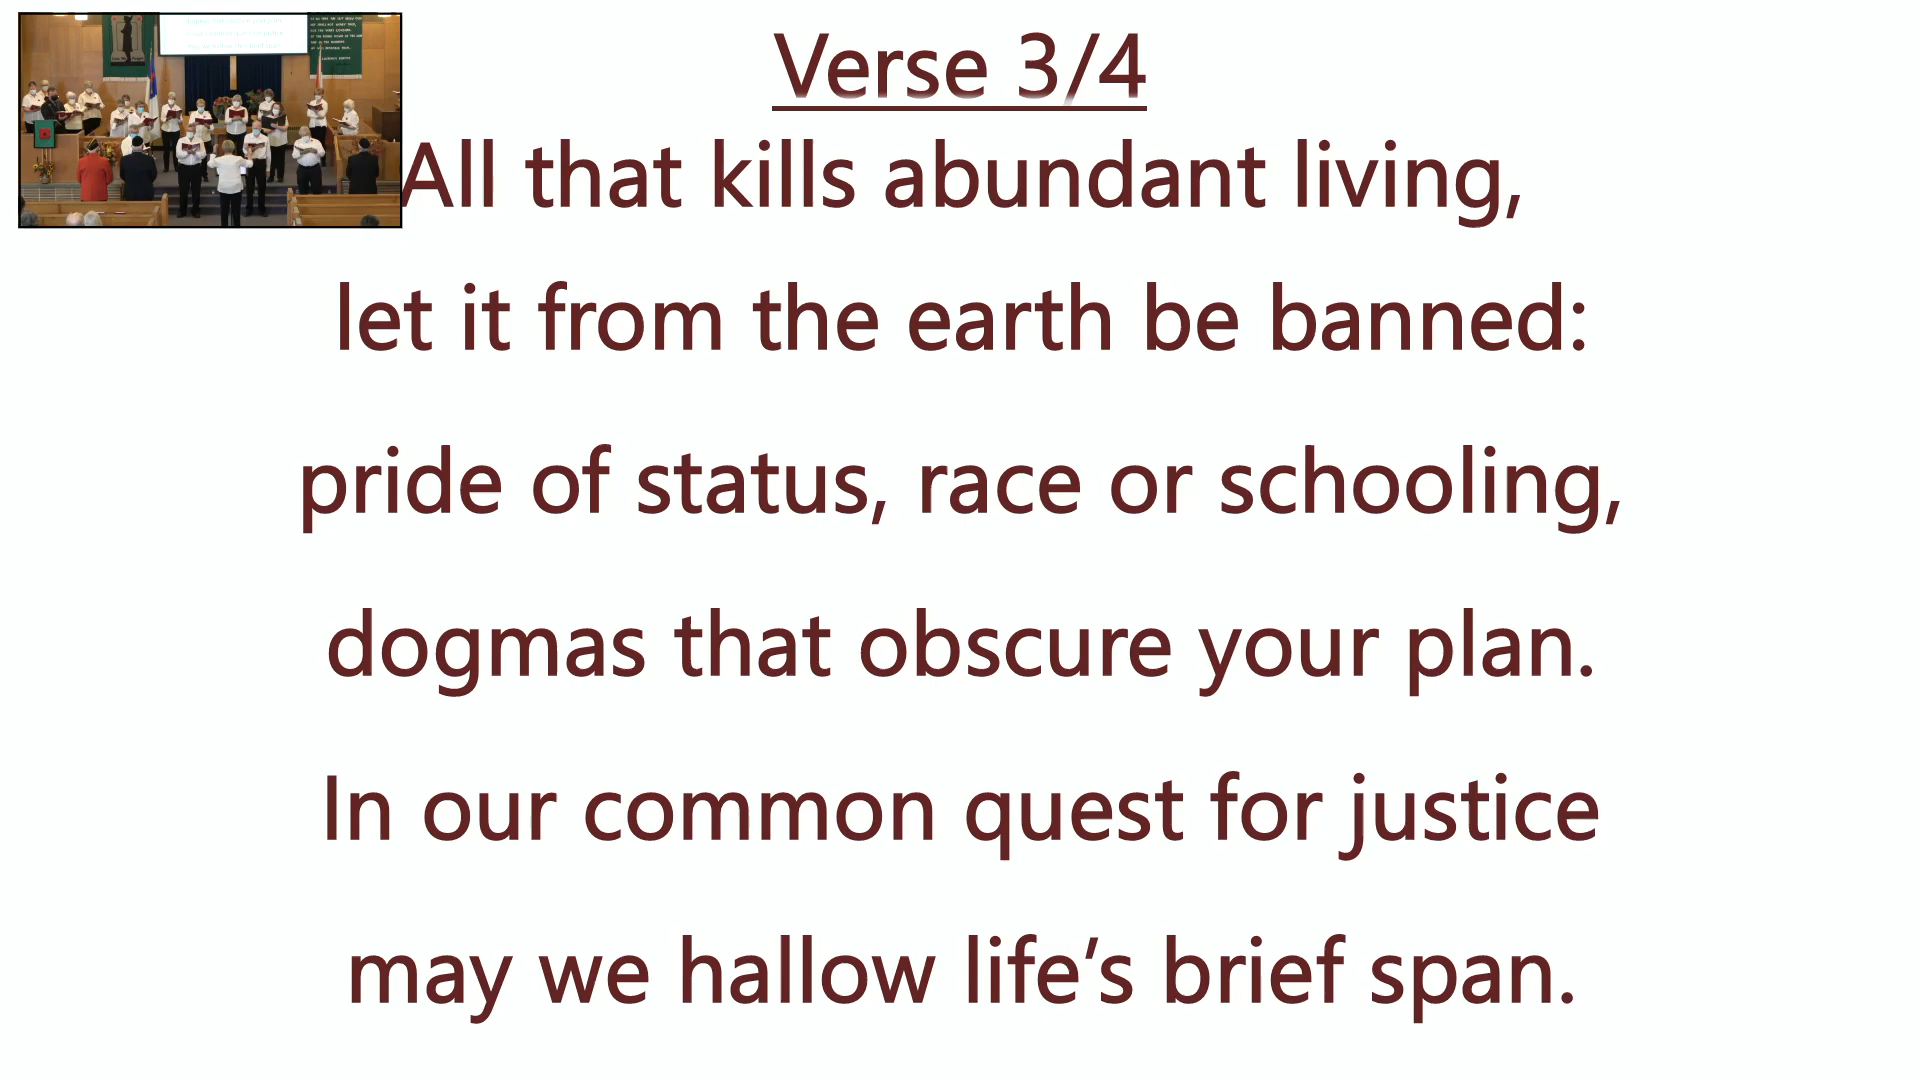 Verse 3/4
All that kills abundant living,
let it from the earth be banned:
pride of status, race or schooling,
dogmas that obscure your plan.
In our common quest for justice
may we hallow life’s brief span.